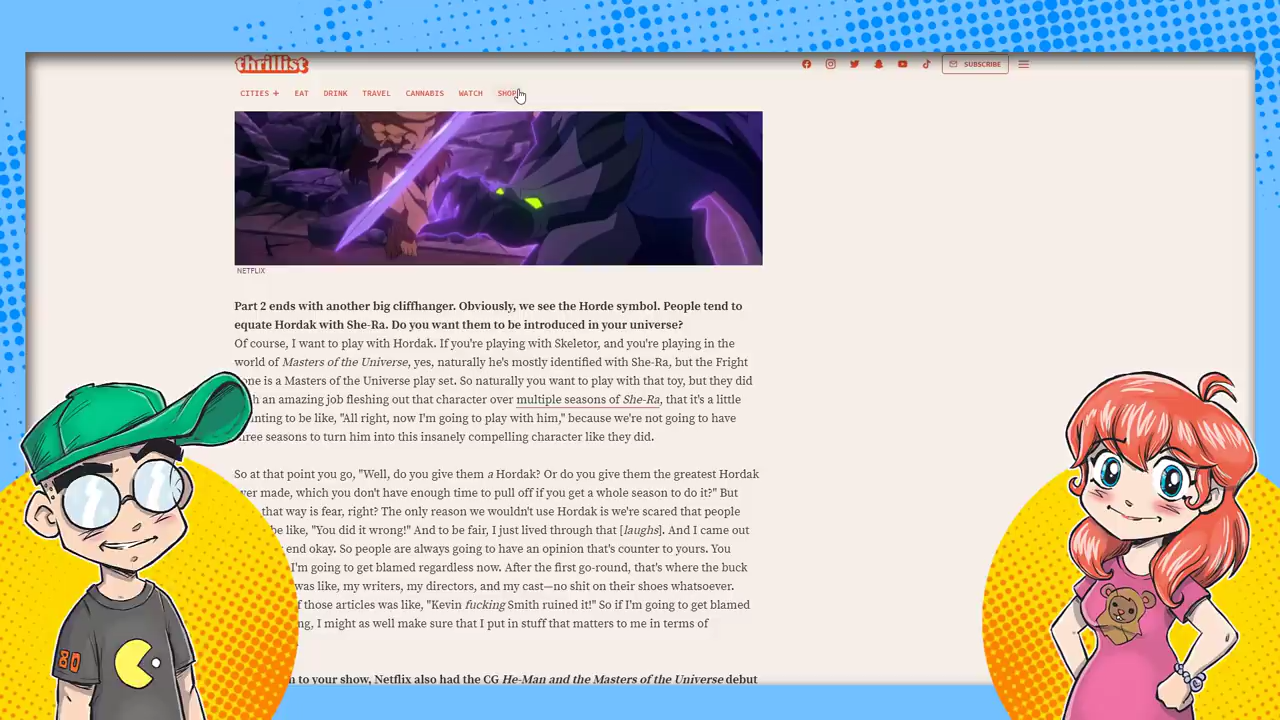 thrillist
SUBSCRIBE
CITIES + EAT DRINK TRAVEL CANNABIS WATCH SHOP
NETFLIX
Part 2 ends with another big cliffhanger. Obviously, we see the Horde symbol. People tend to
equate Hordak with She-Ra. Do you want them to be introduced in your universe?
Of course, I want to play with Hordak. If you're playing with Skeletor, and you're playing in the
world of Masters of the Universe, yes, naturally he's mostly identified with She-Ra, but the Fright
one is a Masters of the Universe play set. So naturally you want to play with that toy, but they did
h an amazing job fleshing out that character over multiple seasons of She-Ra, that it's a little
nting to be like, "All right, now I'm going to play with him," because we're not going to have
ree seasons to turn him into this insanely compelling character like they did.
So at that point you go, "Well, do you give them a Hordak? Or do you give them the greatest Hordak
er made, which you don't have enough time to pull off if you get a whole season to do it?" But
that way is fear, right? The only reason we wouldn't use Hordak is we're scared that people
be like, "You did it wrong!" And to be fair, I just lived through that [laughs]. And I came out
end okay. So people are always going to have an opinion that's counter to yours. You
I'm going to get blamed regardless now. After the first go-round, that's where the buck
was like, my writers, my directors, and my cast—no shit on their shoes whatsoever.
f those articles was like, "Kevin fucking Smith ruined it!" So if I'm going to get blamed
ng, I might as well make sure that I put in stuff that matters to me in terms of
n to your show, Netflix also had the CG He-Man and the Masters of the Universe debut
80